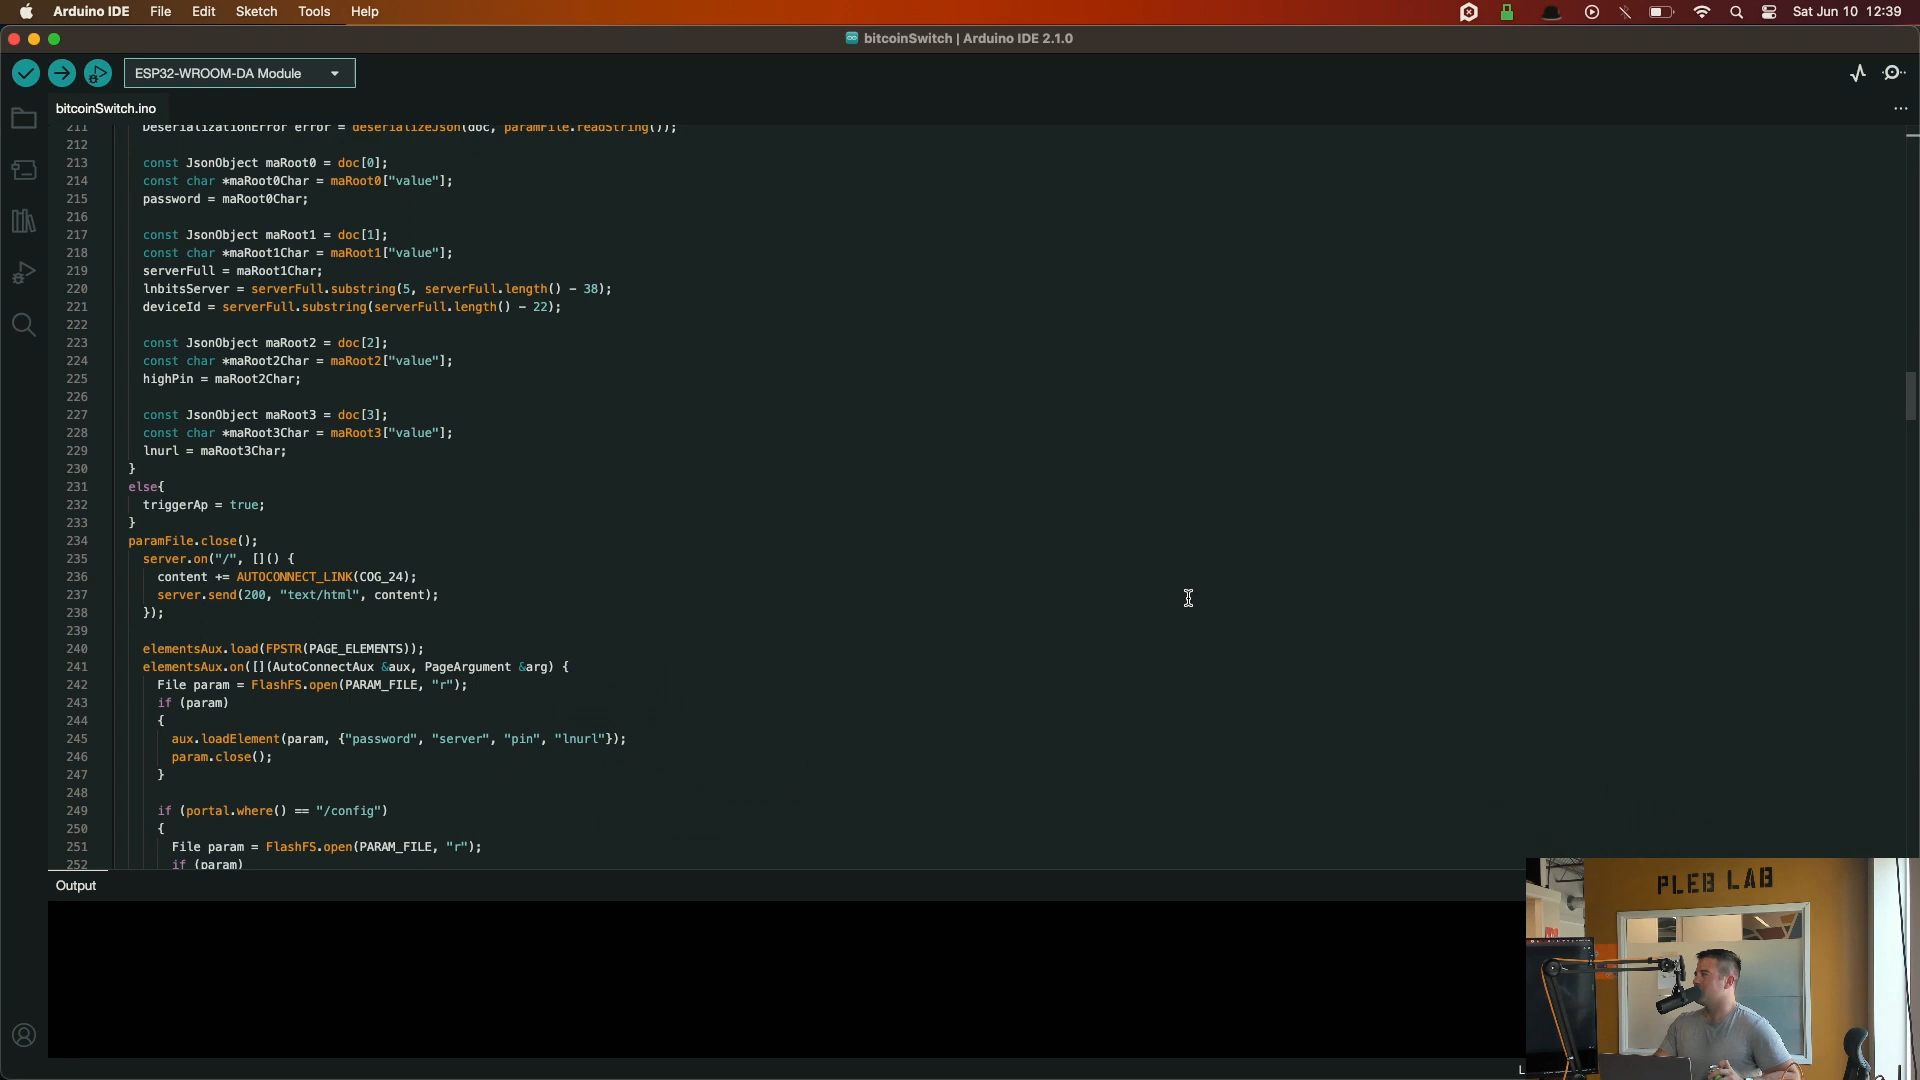 Arduino IDE File Edit Sketch Tools Help Sat Jun 10 12:39
bitcoinSwitch | Arduino IDE 2.1.0
ESP32-WROOM-DA Module
bitcoinSwitch.ino
211 DeserializationError error = deserializeJson(doc, paramFile.readString());
212
213 const JsonObject maRoot0 = doc[0];
214 const char *maRoot0Char = maRoot0["value"];
215 password = maRoot0Char;
216
217 const JsonObject maRoot1 = doc[1];
218 const char *maRoot1Char = maRoot1["value"];
219 serverFull = maRoot1Char;
220 lnbitsServer = serverFull.substring(5, serverFull.length() - 38);
221 deviceId = serverFull.substring(serverFull.length() - 22);
222
223 const JsonObject maRoot2 = doc[2];
224 const char *maRoot2Char = maRoot2["value"];
225 highPin = maRoot2Char;
226
227 const JsonObject maRoot3 = doc[3];
228 const char *maRoot3Char = maRoot3["value"];
229 lnurl = maRoot3Char;
230 }
231 else{
232 triggerAp = true;
233 }
234 paramFile.close();
235 server.on("/", []() {
236 content += AUTOCONNECT_LINK(COG_24);
237 server.send(200, "text/html", content);
238 });
239
240 elementsAux.load(FPSTR(PAGE_ELEMENTS));
241 elementsAux.on([](AutoConnectAux &aux, PageArgument &arg) {
242 File param = FlashFS.open(PARAM_FILE, "r");
243 if (param)
244 {
245 aux.loadElement(param, {"password", "server", "pin", "lnurl"});
246 param.close();
247 }
248
249 if (portal.where() == "/config")
250 {
251 File param = FlashFS.open(PARAM_FILE, "r");
252 if (param)
Output
PLEB LAB